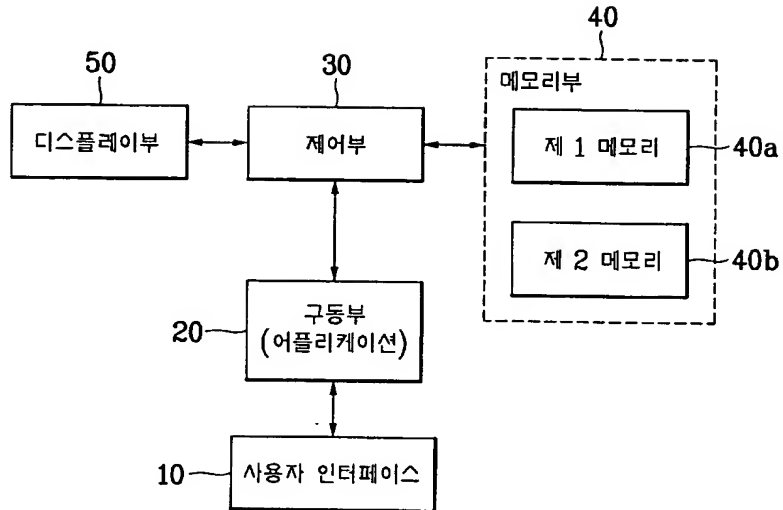 40
50
30
메모리부
디스플레이부
제어부
제 1 메모리
40a
제 2 메모리
40b
구동부
20
(어플리케이션)
10
사용자 인터페이스